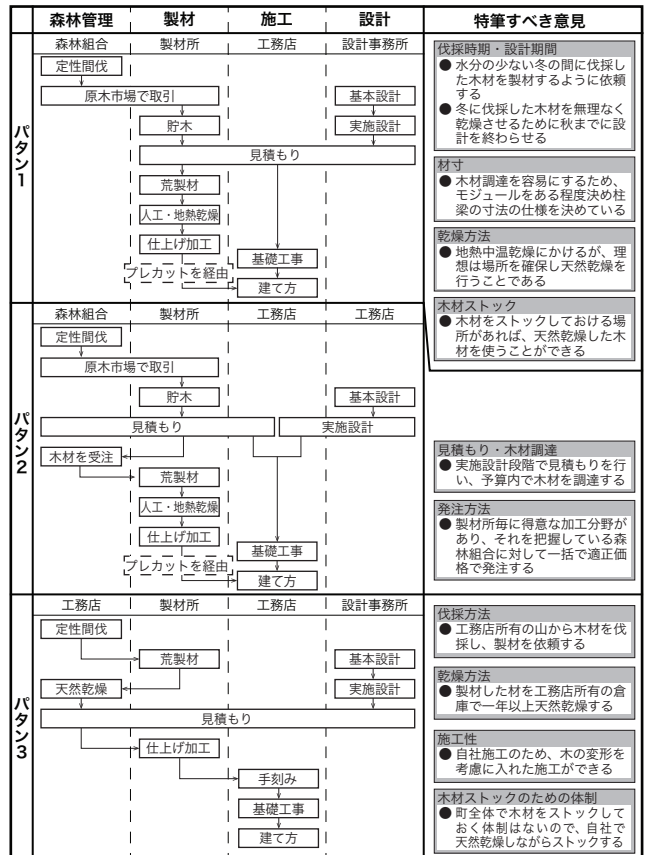 森林管理 製材 施工 設計 特筆すべき意見
パタン1
森林組合 製材所 工務店 設計事務所
定性間伐
原木市場で取引 基本設計
貯木 実施設計
見積もり
荒製材
人工・地熱乾燥
仕上げ加工
基礎工事
プレカットを経由
建て方
伐採時期・設計期間
● 水分の少ない冬の間に伐採し
た木材を製材するように依頼
する
● 冬に伐採した木材を無理なく
乾燥させるために秋までに設
計を終わらせる
材寸
● 木材調達を容易にするため、
モジュールをある程度決め柱
梁の寸法の仕様を決めている
乾燥方法
● 地熱中温乾燥にかけるが、理
想は場所を確保し天然乾燥を
行うことである
木材ストック
● 木材をストックしておける場
所があれば、天然乾燥した木
材を使うことができる
パタン2
森林組合 製材所 工務店 工務店
定性間伐
原木市場で取引
貯木 基本設計
見積もり 実施設計
木材を受注
荒製材
人工・地熱乾燥
仕上げ加工
基礎工事
プレカットを経由
建て方
見積もり・木材調達
● 実施設計段階で見積もりを行
い、予算内で木材を調達する
発注方法
● 製材所毎に得意な加工分野が
あり、それを把握している森
林組合に対して一括で適正価
格で発注する
パタン3
工務店 製材所 工務店 設計事務所
定性間伐
荒製材 基本設計
天然乾燥 実施設計
見積もり
仕上げ加工
手刻み
基礎工事
建て方
伐採方法
● 工務店所有の山から木材を伐
採し、製材を依頼する
乾燥方法
● 製材した材を工務店所有の倉
庫で一年以上天然乾燥する
施工性
● 自社施工のため、木の変形を
考慮に入れた施工ができる
木材ストックのための体制
● 町全体で木材をストックして
おく体制はないので、自社で
天然乾燥しながらストックする